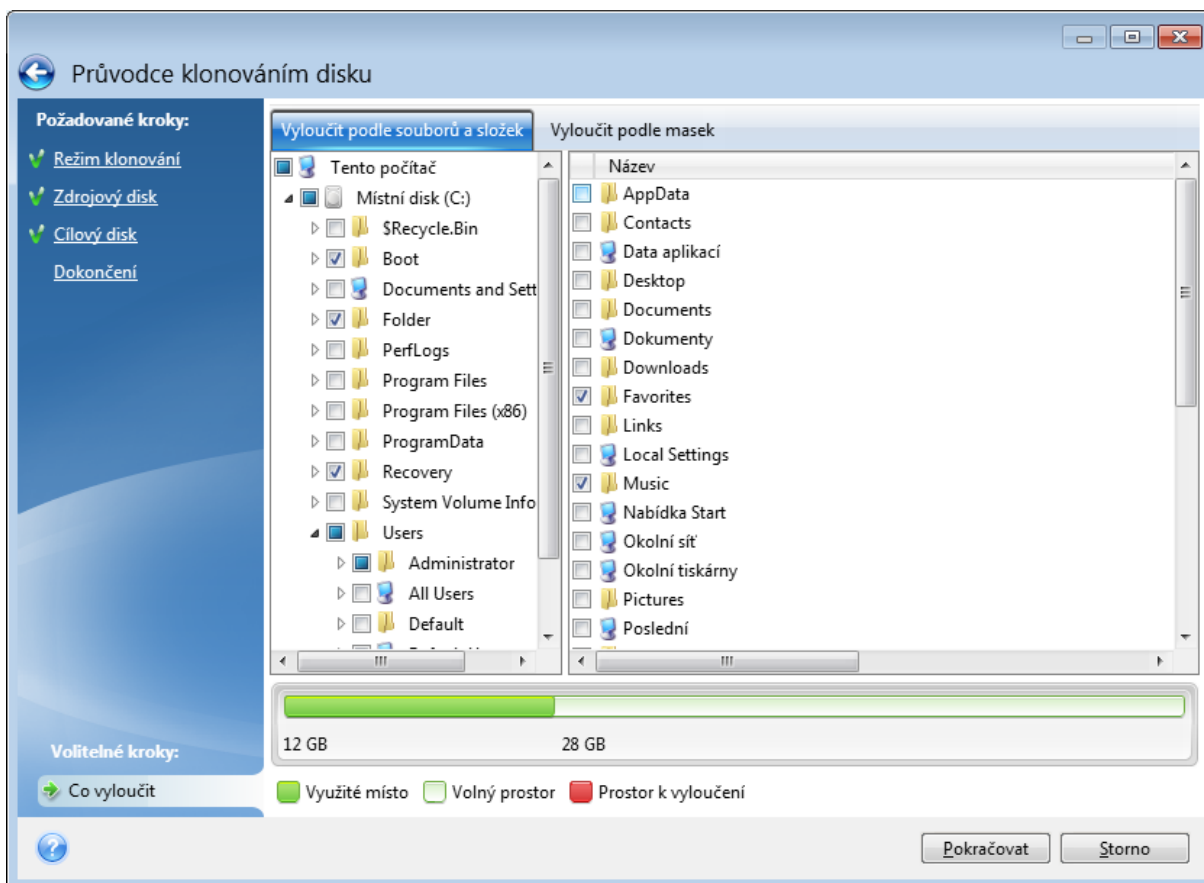 Průvodce klonováním disku
Požadované kroky:
Režim klonování
Zdrojový disk
Cílový disk
Dokončení
Volitelné kroky:
Co vyloučit
Vyloučit podle souborů a složek
Vyloučit podle masek
Tento počítač
Místní disk (C:)
$Recycle.Bin
Boot
Documents and Sett
Folder
PerfLogs
Program Files
Program Files (x86)
ProgramData
Recovery
System Volume Info
Users
Administrator
All Users
Default
Název
AppData
Contacts
Data aplikací
Desktop
Documents
Dokumenty
Downloads
Favorites
Links
Local Settings
Music
Nabídka Start
Okolní síť
Okolní tiskárny
Pictures
Poslední
12 GB
28 GB
Využité místo
Volný prostor
Prostor k vyloučení
Pokračovat
Storno